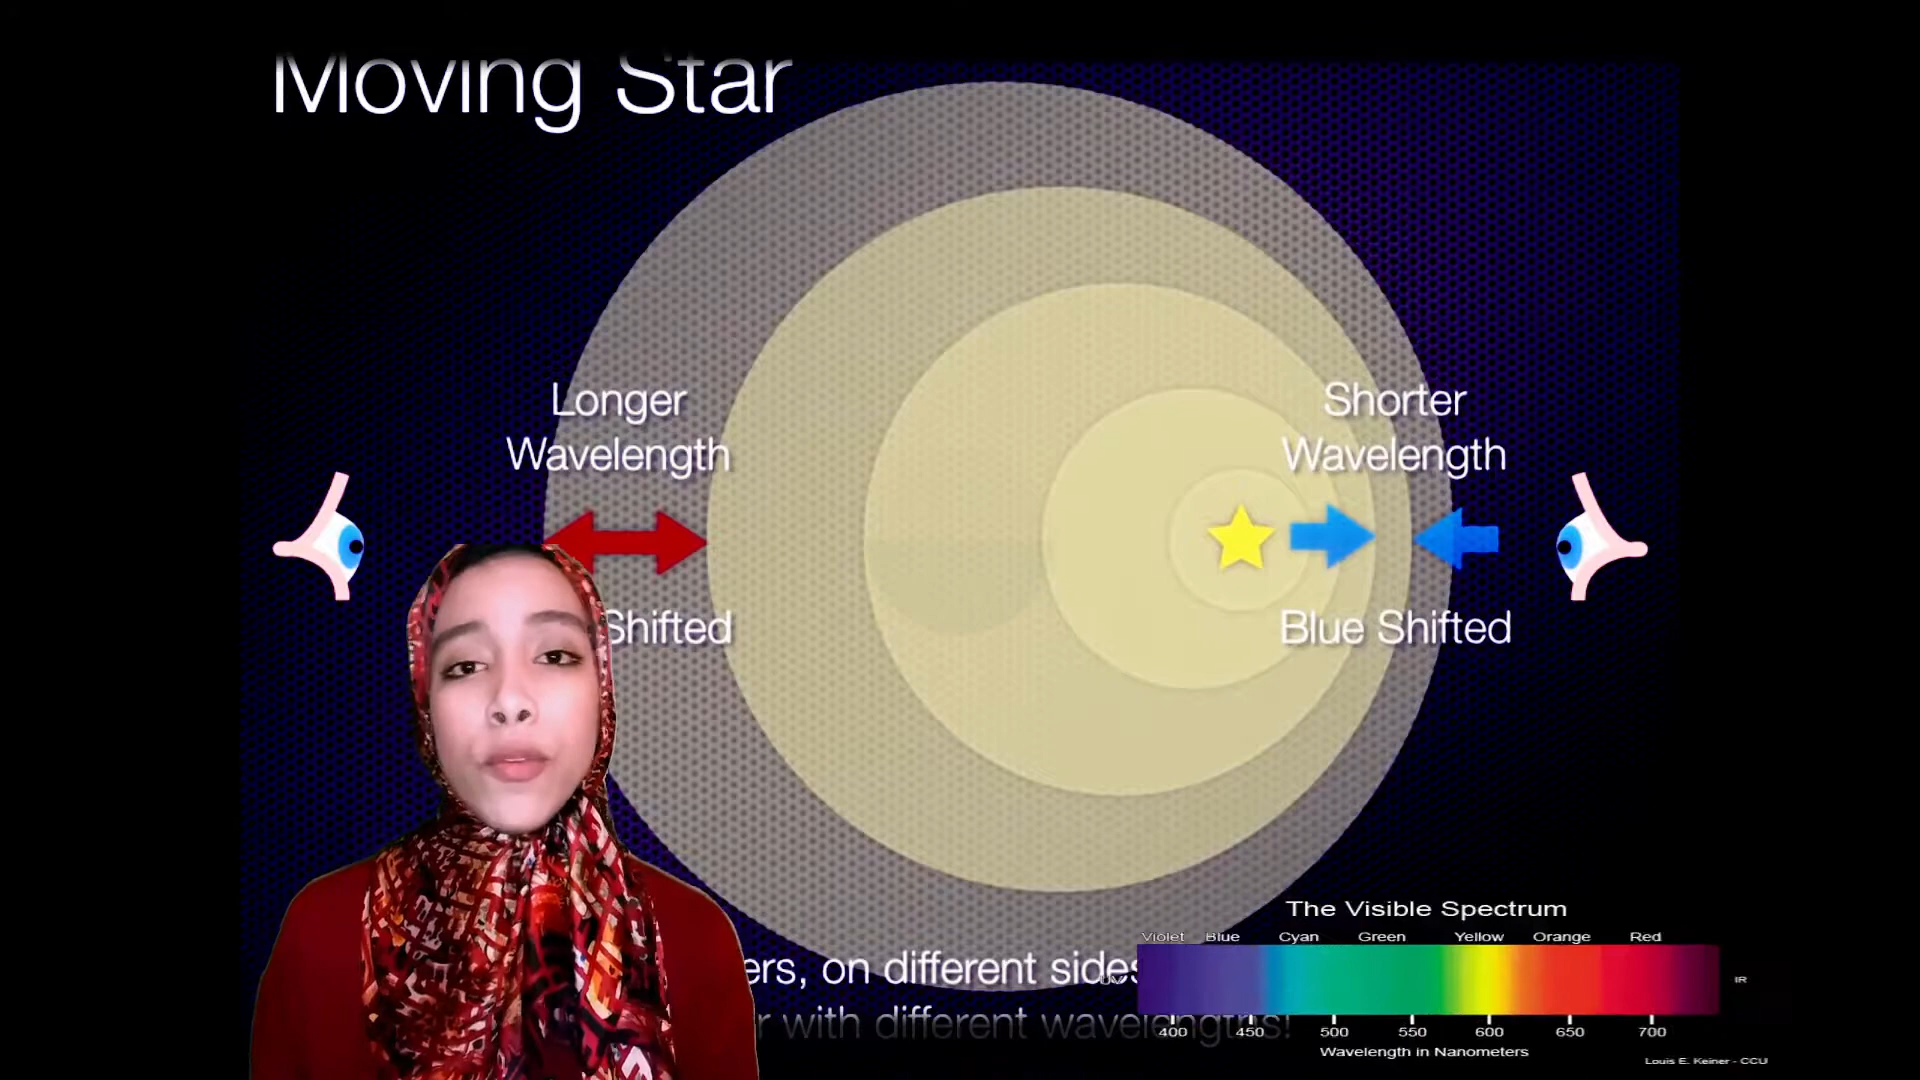 Moving Star
Longer
Wavelength
Shifted
Shorter
Wavelength
Blue Shifted
ers, on different sides
r with different wavelengths!
The Visible Spectrum
Violet Blue Cyan Green Yellow Orange Red
IR
400 450 500 550 600 650 700
Wavelength in Nanometers
Louis E. Keiner - CCU